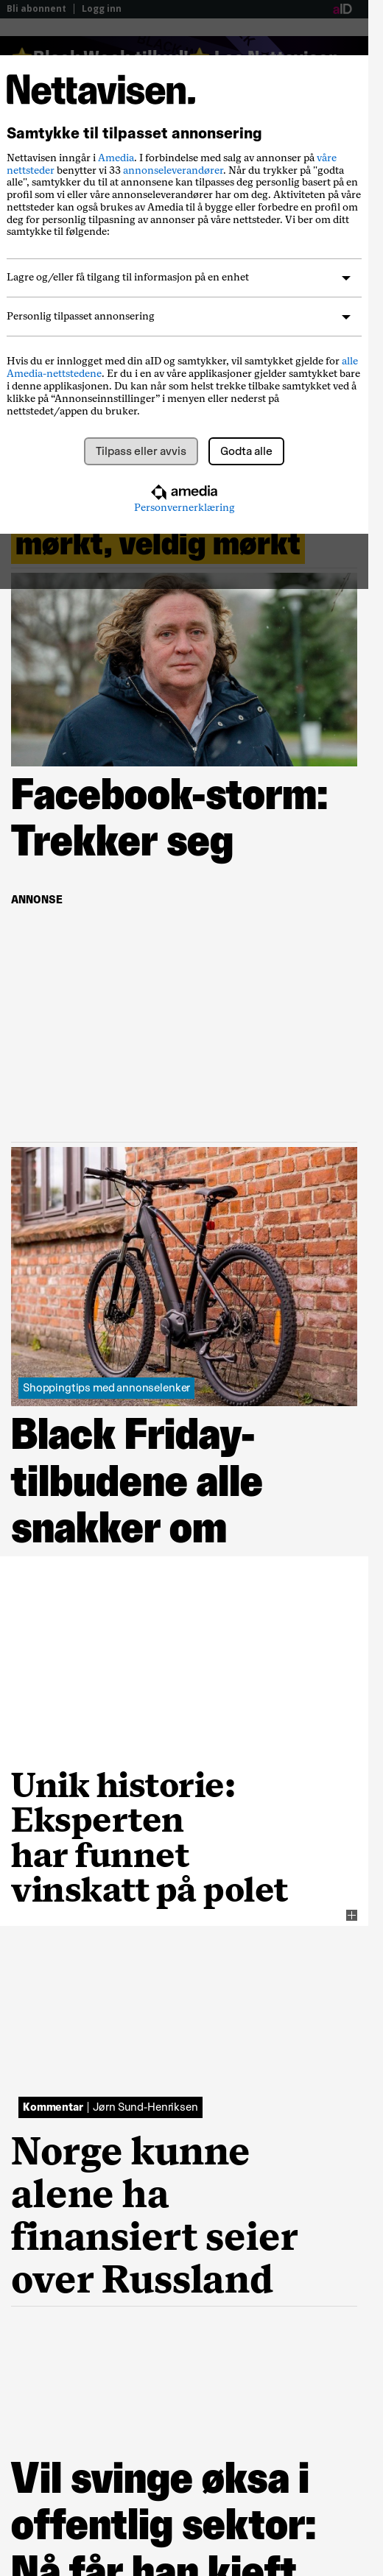 Bli abonnent | Logg inn
aID
Nettavisen.
Samtykke til tilpasset annonsering
Nettavisen inngår i Amedia. I forbindelse med salg av annonser på våre
nettsteder benytter vi 33 annonseleverandører. Når du trykker på "godta
alle", samtykker du til at annonsene kan tilpasses deg personlig basert på en
profil som vi eller våre annonseleverandører har om deg. Aktiviteten på våre
nettsteder kan også brukes av Amedia til å bygge eller forbedre en profil om
deg for personlig tilpasning av annonser på våre nettsteder. Vi ber om ditt
samtykke til følgende:
Lagre og/eller få tilgang til informasjon på en enhet
Personlig tilpasset annonsering
Hvis du er innlogget med din aID og samtykker, vil samtykket gjelde for alle
Amedia-nettstedene. Er du i en av våre applikasjoner gjelder samtykket bare
i denne applikasjonen. Du kan når som helst trekke tilbake samtykket ved å
klikke på “Annonseinnstillinger” i menyen eller nederst på
nettstedet/appen du bruker.
Tilpass eller avvis
Godta alle
amedia
Personvernerklæring
mørkt, veldig mørkt
Facebook-storm:
Trekker seg
ANNONSE
Shoppingtips med annonselenker
Black Friday-
tilbudene alle
snakker om
Unik historie:
Eksperten
har funnet
vinskatt på polet
Kommentar | Jørn Sund-Henriksen
Norge kunne
alene ha
finansiert seier
over Russland
Vil svinge øksa i
offentlig sektor:
Nå får han kjeft